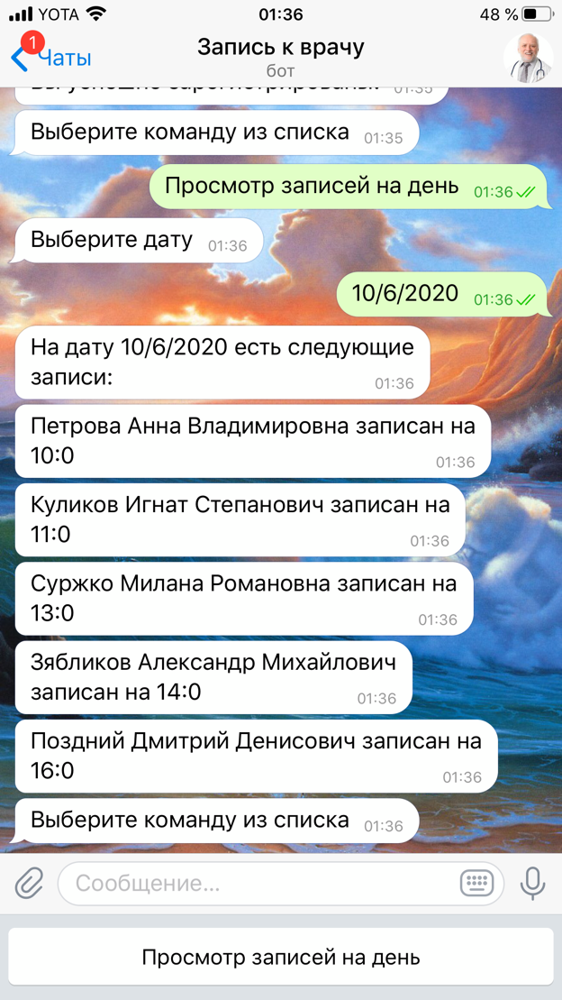 YOTA 01:36 48 %
1
Чаты
Запись к врачу
бот
Вы успешно зарегистрированы! 01:35
Выберите команду из списка 01:35
Просмотр записей на день 01:36
Выберите дату 01:36
10/6/2020 01:36
На дату 10/6/2020 есть следующие
записи: 01:36
Петрова Анна Владимировна записан на
10:0 01:36
Куликов Игнат Степанович записан на
11:0 01:36
Суржко Милана Романовна записан на
13:0 01:36
Зябликов Александр Михайлович
записан на 14:0 01:36
Поздний Дмитрий Денисович записан на
16:0 01:36
Выберите команду из списка 01:36
Сообщение...
Просмотр записей на день